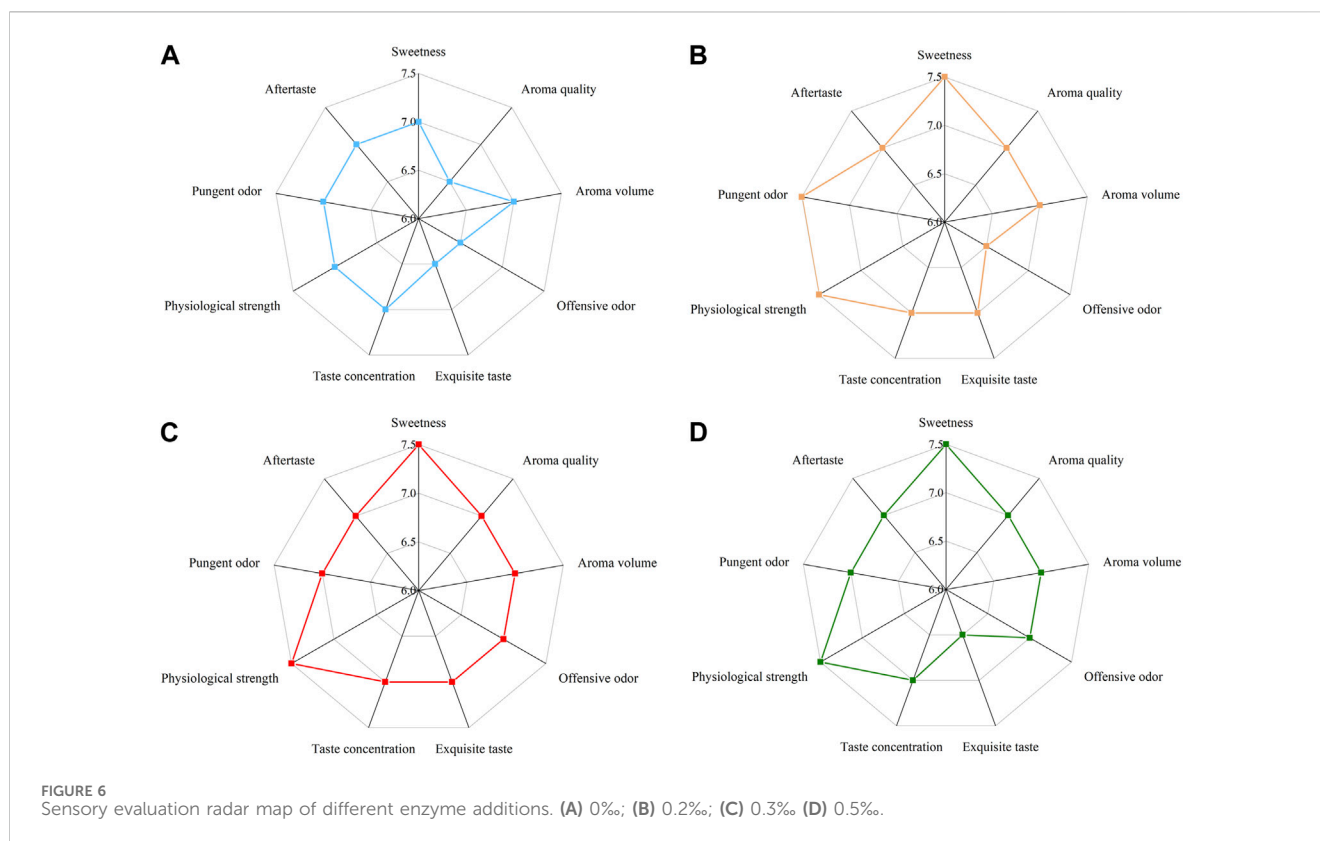 A
Sweetness
7.5
Aftertaste
Aroma quality
7.0
6.5
Pungent odor
Aroma volume
6.0
Physiological strength
Offensive odor
Taste concentration
Exquisite taste
B
Sweetness
7.5
Aftertaste
Aroma quality
7.0
6.5
Pungent odor
Aroma volume
6.0
Physiological strength
Offensive odor
Taste concentration
Exquisite taste
C
Sweetness
7.5
Aftertaste
Aroma quality
7.0
6.5
Pungent odor
Aroma volume
6.0
Physiological strength
Offensive odor
Taste concentration
Exquisite taste
D
Sweetness
7.5
Aftertaste
Aroma quality
7.0
6.5
Pungent odor
Aroma volume
6.0
Physiological strength
Offensive odor
Taste concentration
Exquisite taste
FIGURE 6
Sensory evaluation radar map of different enzyme additions. (A) 0‰; (B) 0.2‰; (C) 0.3‰ (D) 0.5‰.